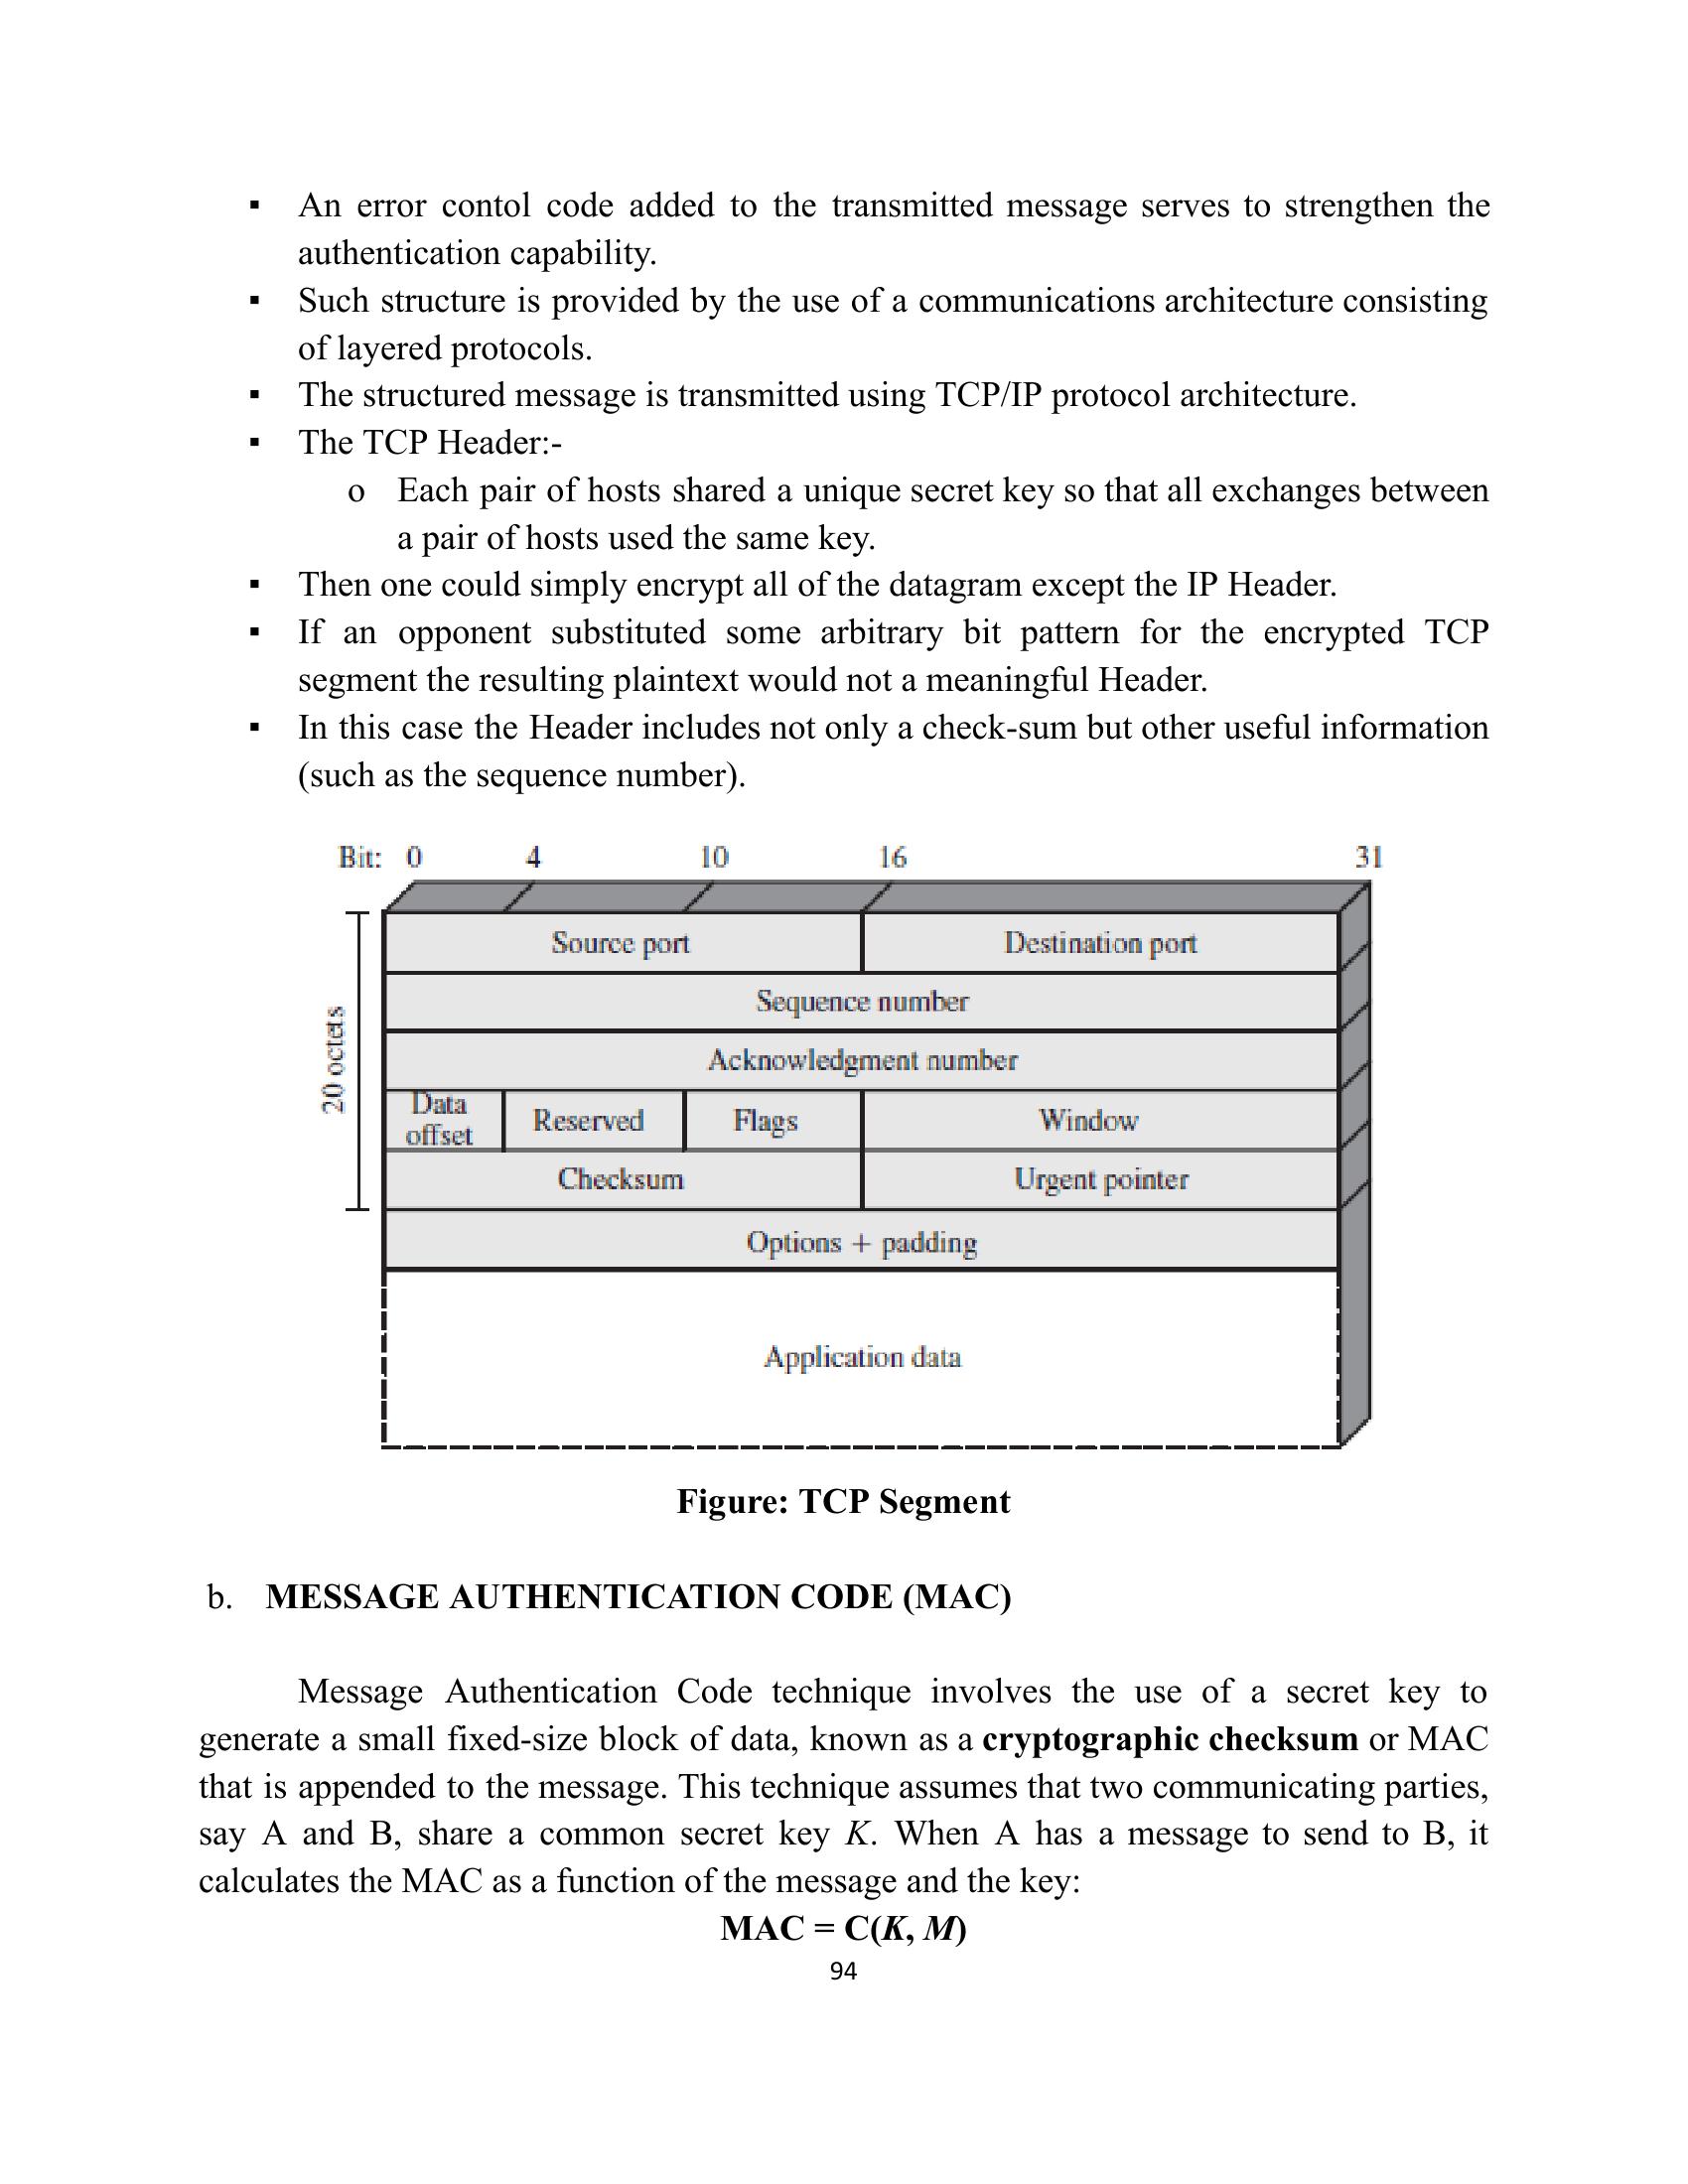 ▪ An error contol code added to the transmitted message serves to strengthen the
authentication capability.
▪ Such structure is provided by the use of a communications architecture consisting
of layered protocols.
▪ The structured message is transmitted using TCP/IP protocol architecture.
▪ The TCP Header:-
o Each pair of hosts shared a unique secret key so that all exchanges between
a pair of hosts used the same key.
▪ Then one could simply encrypt all of the datagram except the IP Header.
▪ If an opponent substituted some arbitrary bit pattern for the encrypted TCP
segment the resulting plaintext would not a meaningful Header.
▪ In this case the Header includes not only a check-sum but other useful information
(such as the sequence number).
Bit: 0 4 10 16 31
20 octets
Source port Destination port
Sequence number
Acknowledgment number
Data
offset Reserved Flags Window
Checksum Urgent pointer
Options + padding
Application data
Figure: TCP Segment
b. MESSAGE AUTHENTICATION CODE (MAC)
Message Authentication Code technique involves the use of a secret key to
generate a small fixed-size block of data, known as a cryptographic checksum or MAC
that is appended to the message. This technique assumes that two communicating parties,
say A and B, share a common secret key K. When A has a message to send to B, it
calculates the MAC as a function of the message and the key:
MAC = C(K, M)
94